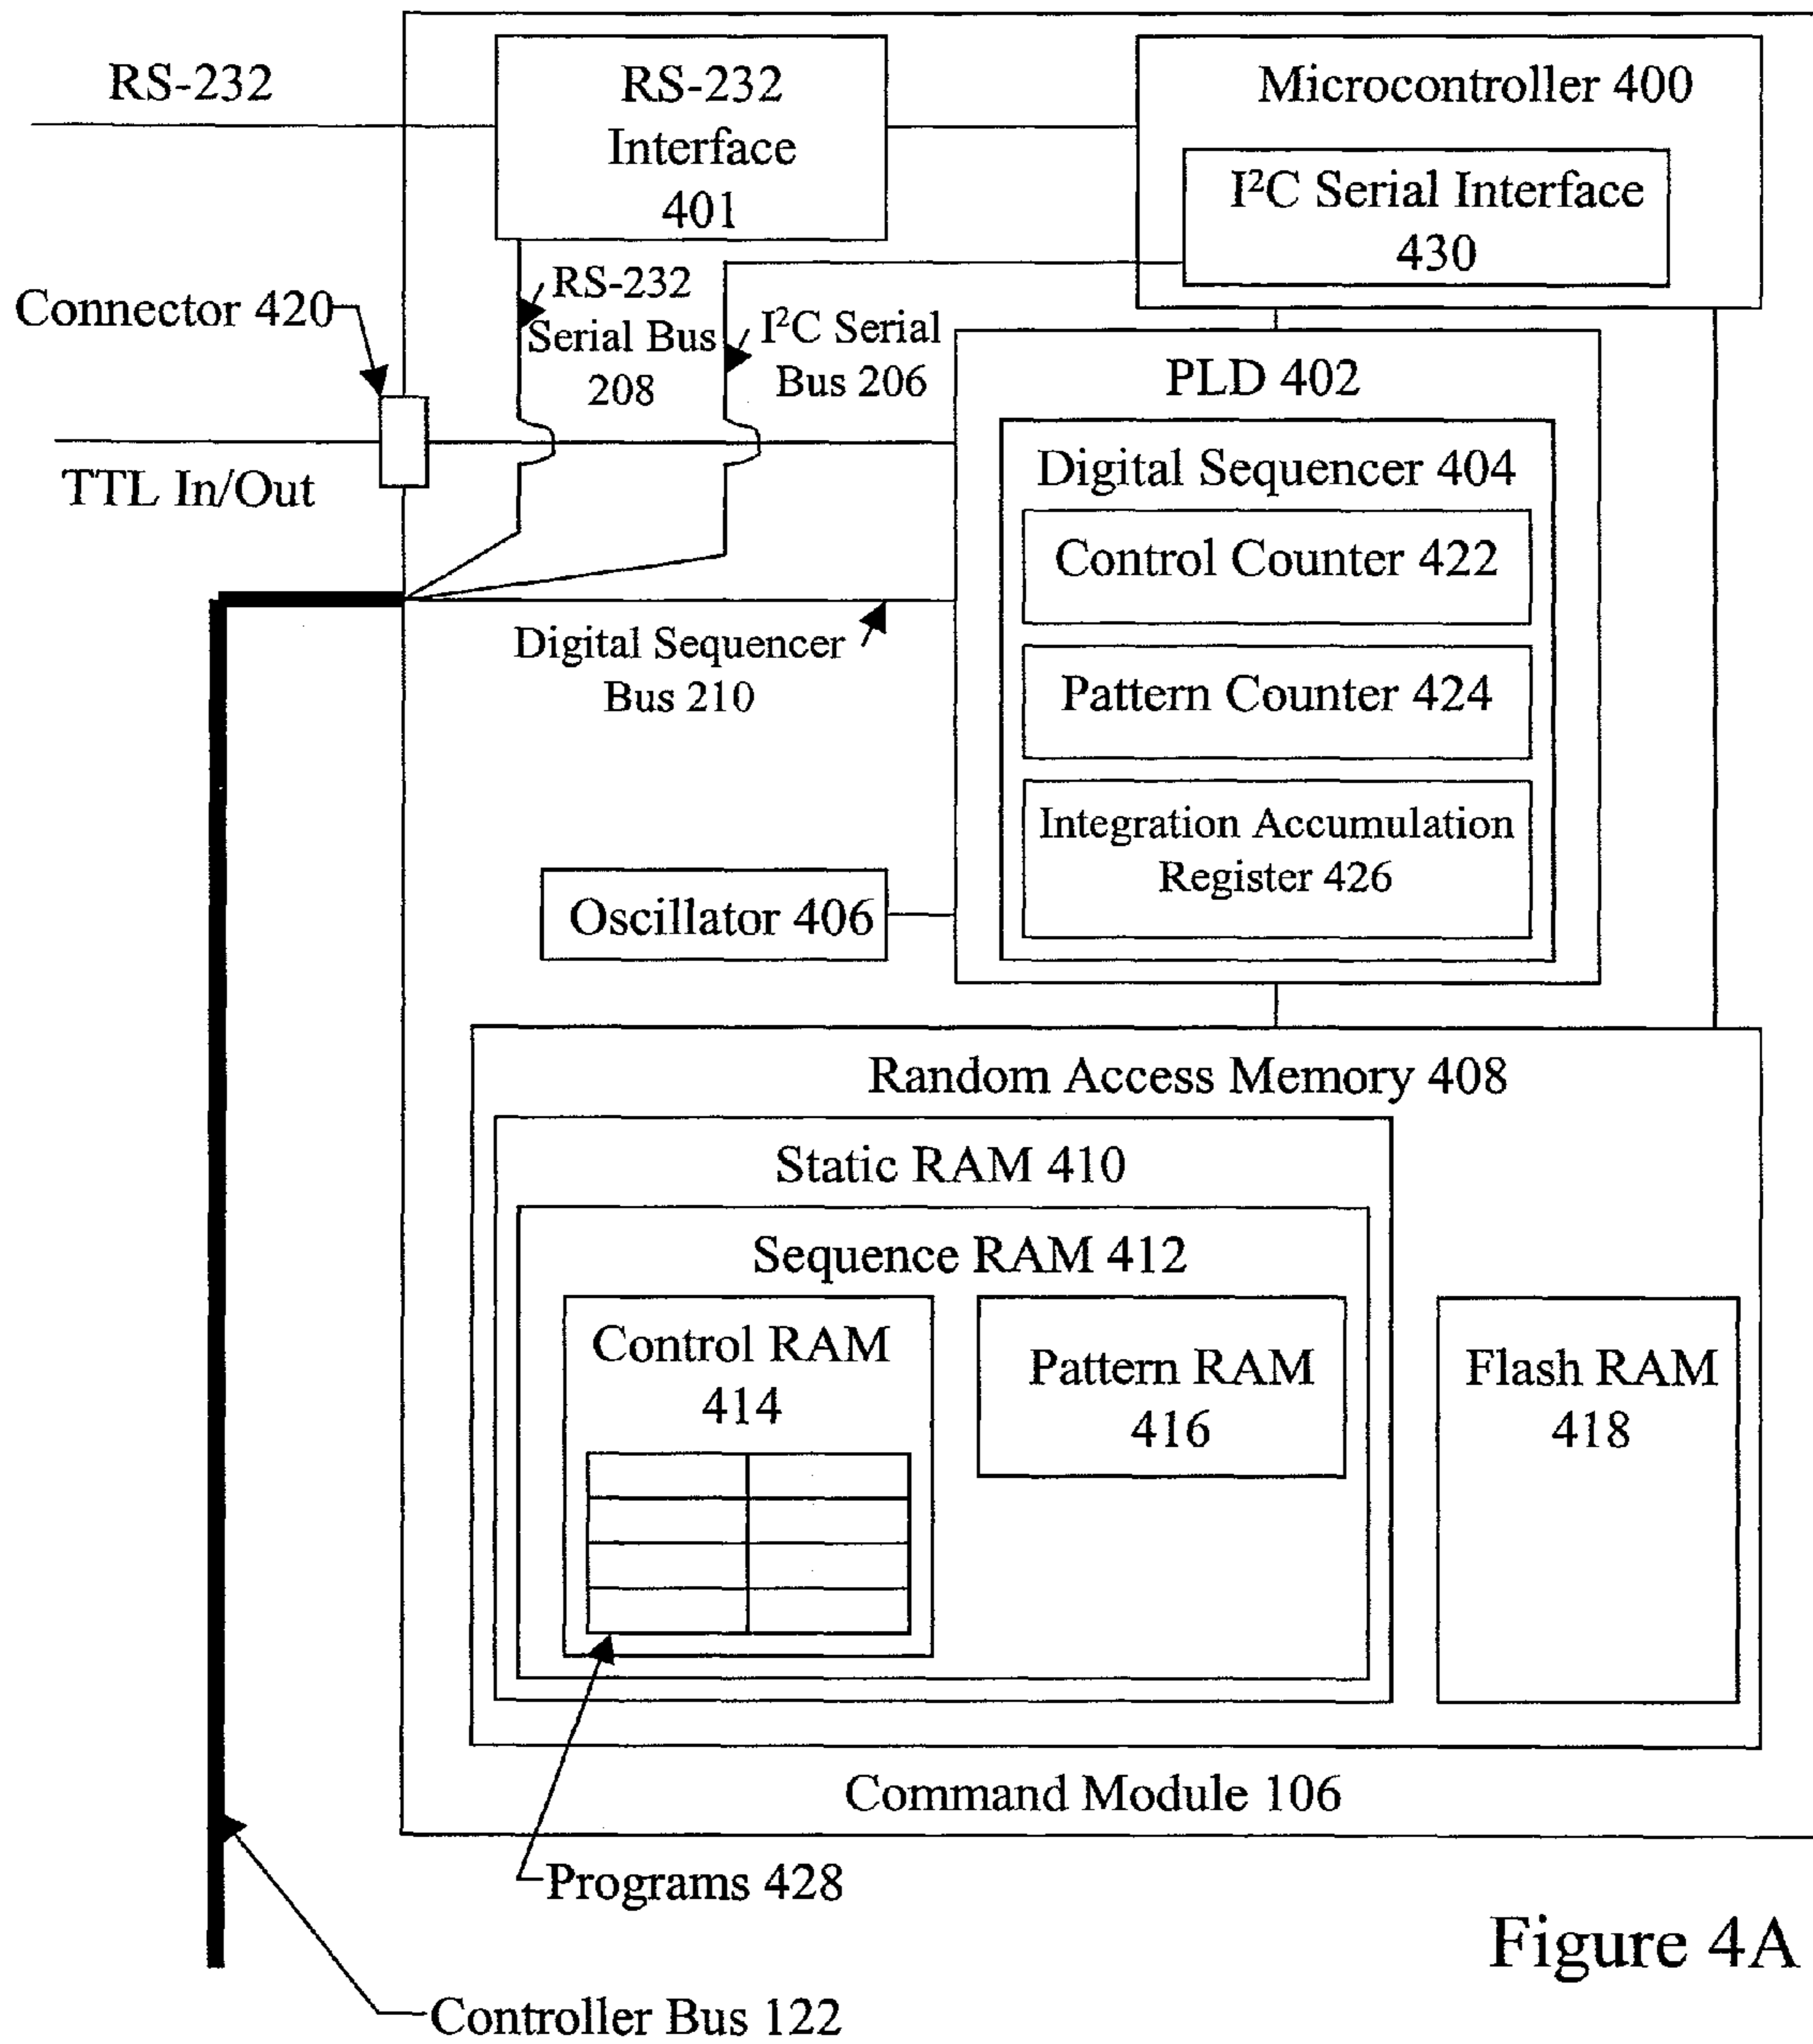 RS-232
RS-232
Interface
401
Microcontroller 400
I²C Serial Interface
430
Connector 420
RS-232
Serial Bus
208
I²C Serial
Bus 206
TTL In/Out
PLD 402
Digital Sequencer 404
Control Counter 422
Pattern Counter 424
Integration Accumulation
Register 426
Digital Sequencer
Bus 210
Oscillator 406
Random Access Memory 408
Static RAM 410
Sequence RAM 412
Control RAM
414
Pattern RAM
416
Flash RAM
418
Command Module 106
Programs 428
Controller Bus 122
Figure 4A